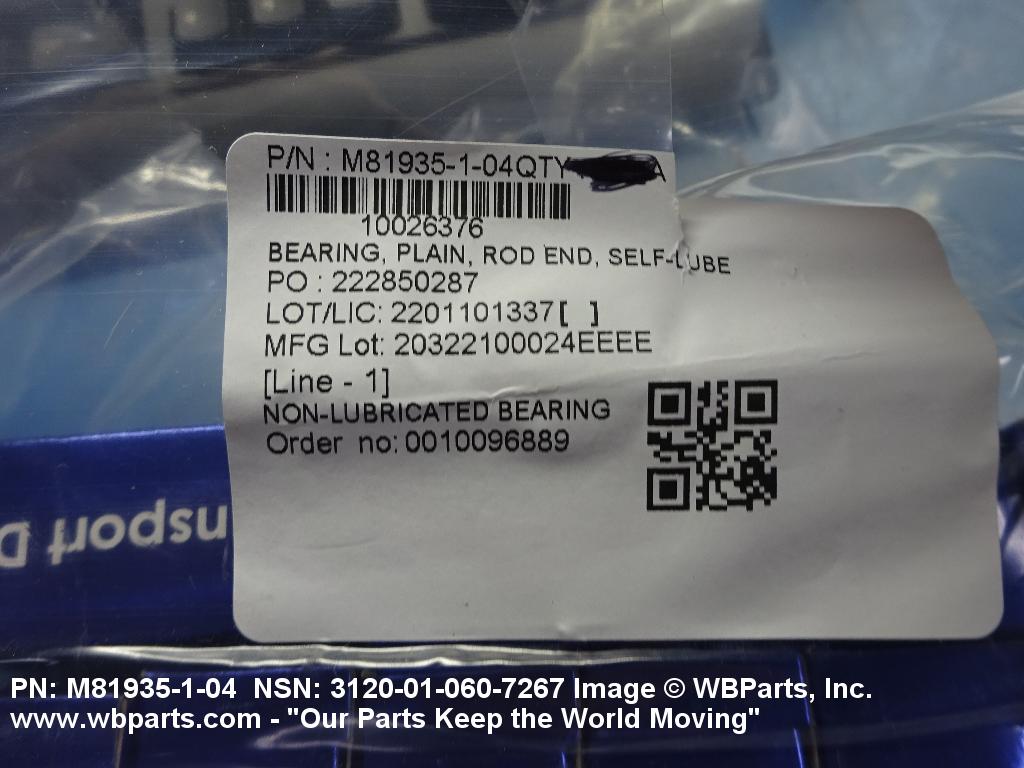 P/N : M81935-1-04QTY A
10026376
BEARING, PLAIN, ROD END, SELF-LUBE
PO : 222850287
LOT/LIC: 2201101337[ ]
MFG Lot: 20322100024EEEE
[Line - 1]
NON-LUBRICATED BEARING
Order no:0010096889
nsport D
PN: M81935-1-04 NSN: 3120-01-060-7267 Image © WBParts, Inc.
www.wbparts.com - "Our Parts Keep the World Moving"